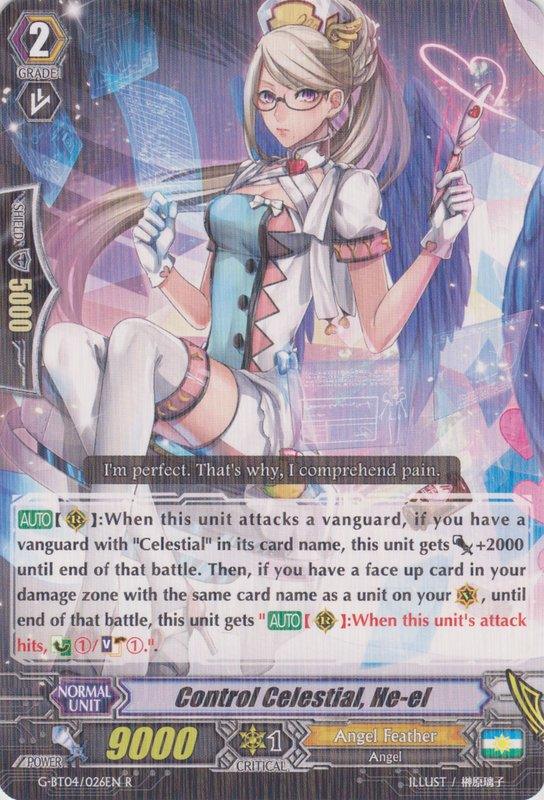 2
GRADE
SHIELD
5000
I'm perfect. That's why, I comprehend pain.
AUTO【R】:When this unit attacks a vanguard, if you have a
vanguard with "Celestial" in its card name, this unit gets +2000
until end of that battle. Then, if you have a face up card in your
damage zone with the same card name as a unit on your V, until
end of that battle, this unit gets "AUTO【R】:When this unit's attack
hits, ①/V ①.".
NORMAL
UNIT
Control Celestial, He-el
POWER
9000
1
CRITICAL
Angel Feather
Angel
G-BT04/026EN R
ILLUST / 榊原璃子